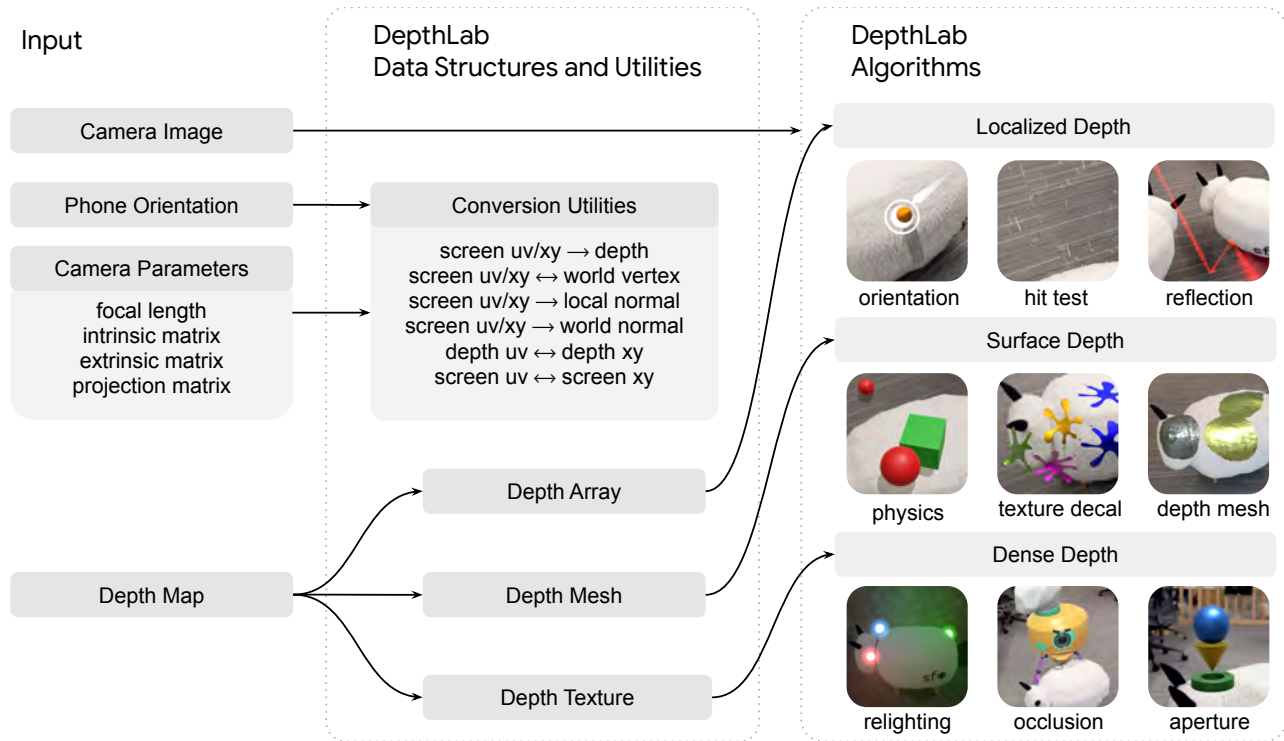 Input
DepthLab
Data Structures and Utilities
DepthLab
Algorithms
Camera Image
Phone Orientation
Camera Parameters
focal length
intrinsic matrix
extrinsic matrix
projection matrix
Depth Map
Conversion Utilities
screen uv/xy → depth
screen uv/xy ↔ world vertex
screen uv/xy → local normal
screen uv/xy → world normal
depth uv ↔ depth xy
screen uv ↔ screen xy
Depth Array
Depth Mesh
Depth Texture
Localized Depth
sf
orientation hit test reflection
Surface Depth
physics texture decal depth mesh
Dense Depth
sf
relighting occlusion aperture